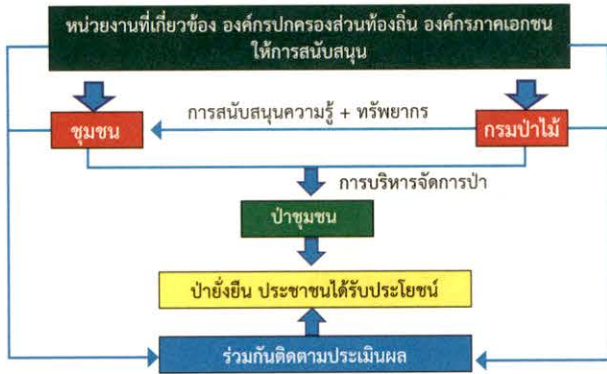 หน่วยงานที่เกี่ยวข้อง องค์กรปกครองส่วนท้องถิ่น องค์กรภาคเอกชน
ให้การสนับสนุน
การสนับสนุนความรู้ + ทรัพยากร
ชุมชน
กรมป่าไม้
การบริหารจัดการป่า
ป่าชุมชน
ป่ายั่งยืน ประชาชนได้รับประโยชน์
ร่วมกันติดตามประเมินผล